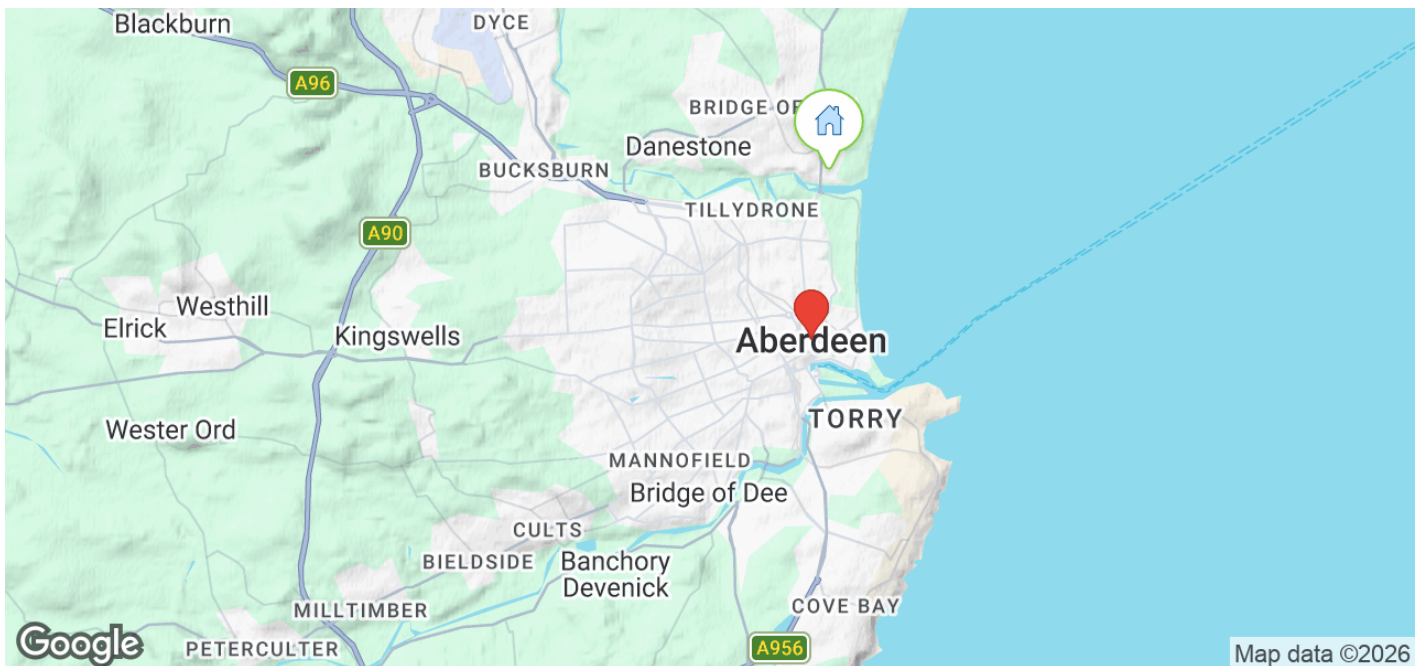 Blackburn
DYCE
A96
BRIDGE OF
Danestone
BUCKSBURN
TILLYDRONE
A90
Westhill
Elrick
Kingswells
Aberdeen
TORRY
Wester Ord
MANNOFIELD
Bridge of Dee
CULTS
BIELDSIDE
Banchory
Devenick
MILLTIMBER
COVE BAY
PETERCULTER
A956
Google
Map data ©2026